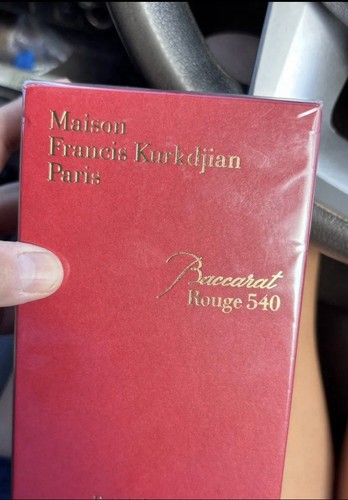 Maison
Francis Kurkdjian
Paris
Baccarat
Rouge 540